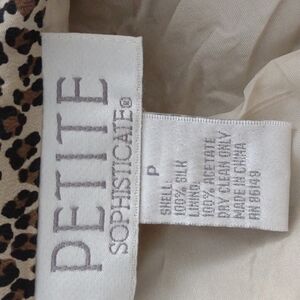 PETITE
SOPHISTICATE®
P
SHELL:
100% SILK
LINING:
100% ACETATE
DRY CLEAN ONLY
MADE IN CHINA
RN 86149